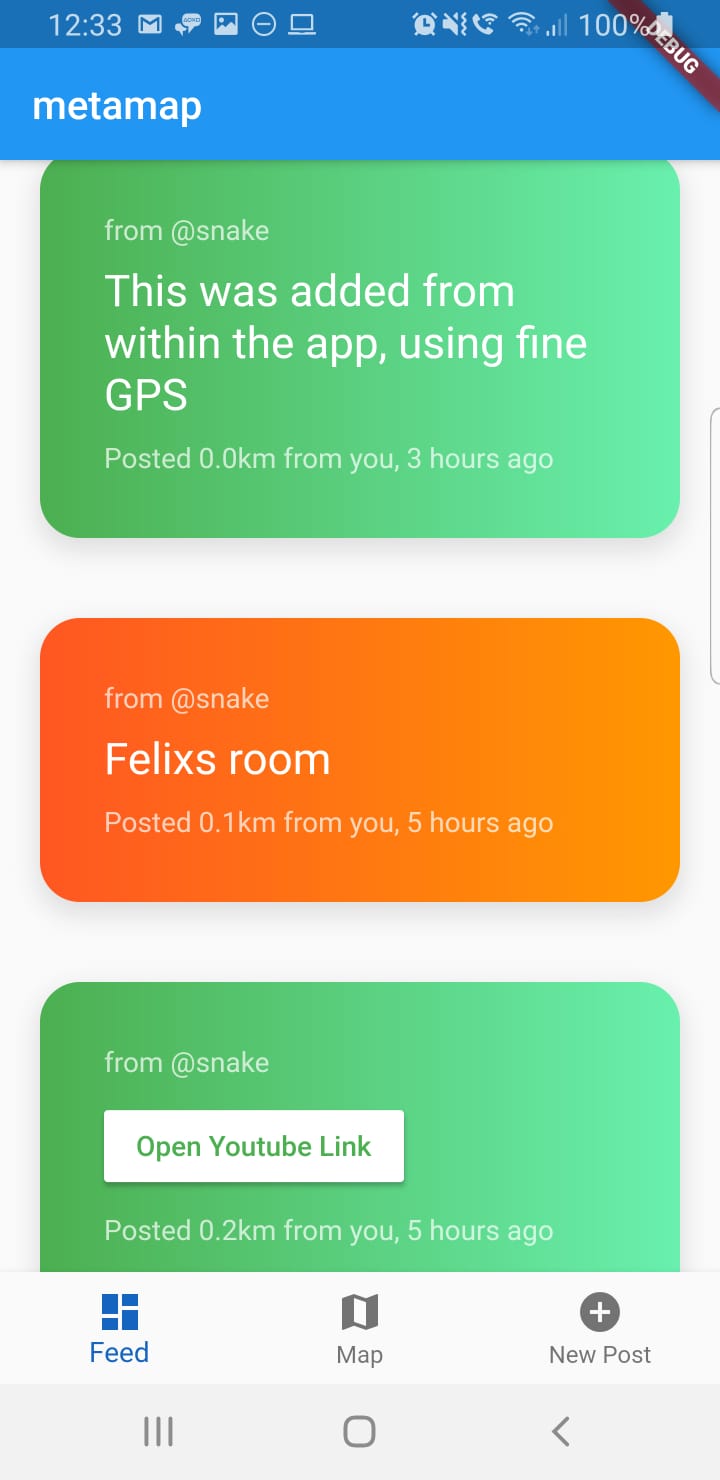 12:33
100%
DEBUG
metamap
from @snake
This was added from
within the app, using fine
GPS
Posted 0.0km from you, 3 hours ago
from @snake
Felixs room
Posted 0.1km from you, 5 hours ago
from @snake
Open Youtube Link
Posted 0.2km from you, 5 hours ago
Feed
Map
New Post